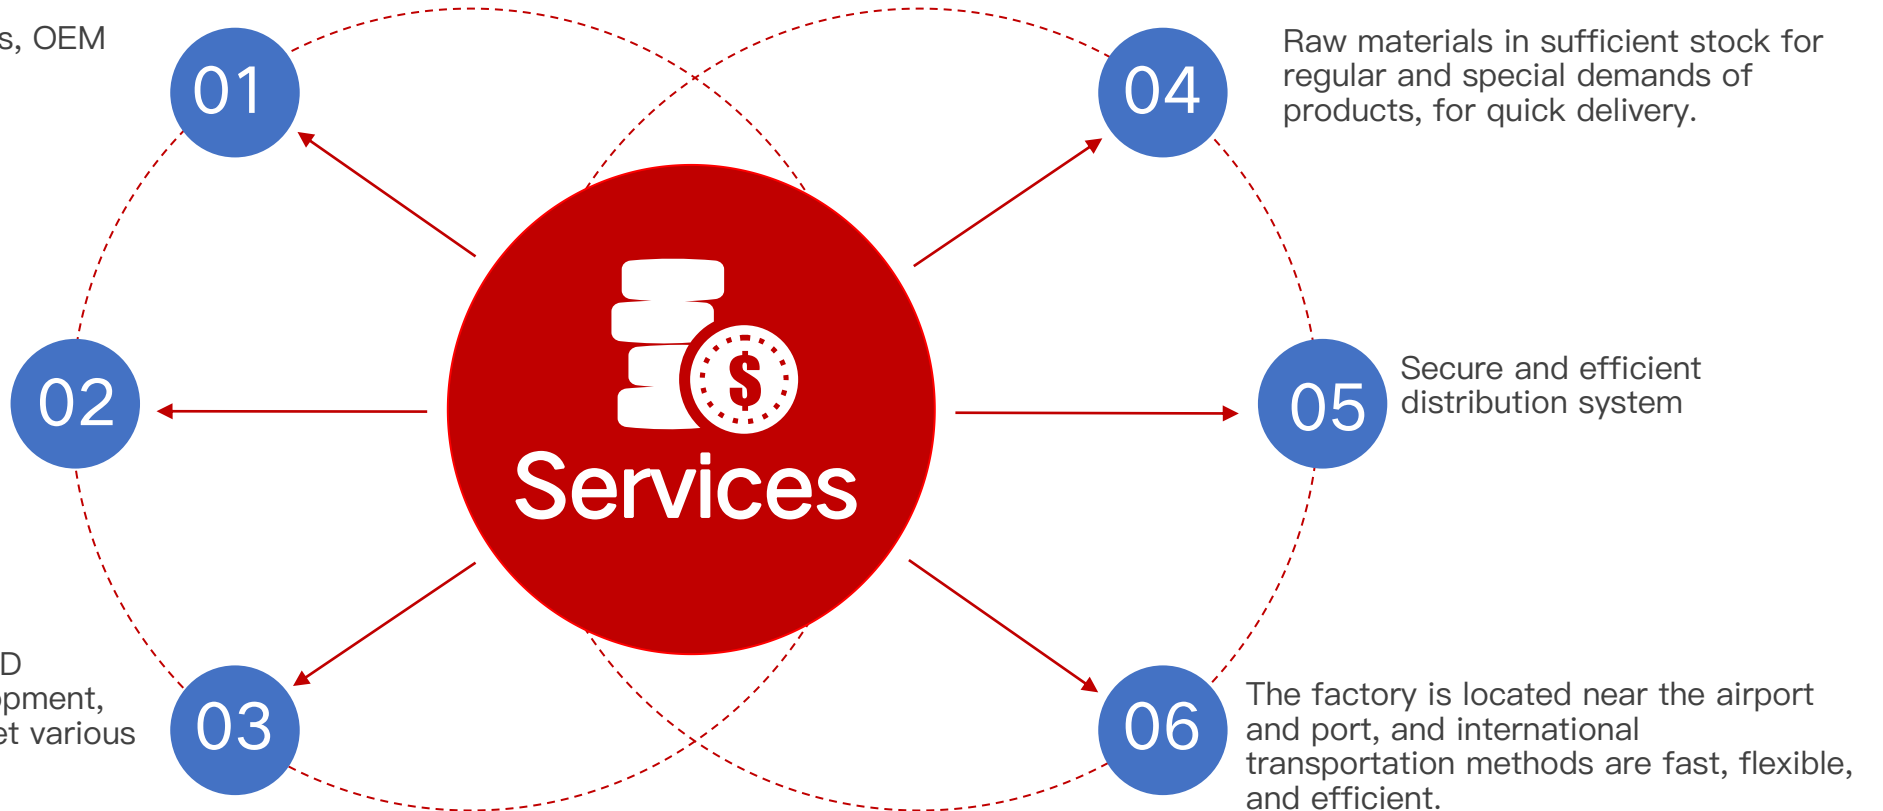 s, OEM
01
02
D
opment,
et various
03
Services
04
Raw materials in sufficient stock for
regular and special demands of
products, for quick delivery.
05
Secure and efficient
distribution system
06
The factory is located near the airport
and port, and international
transportation methods are fast, flexible,
and efficient.